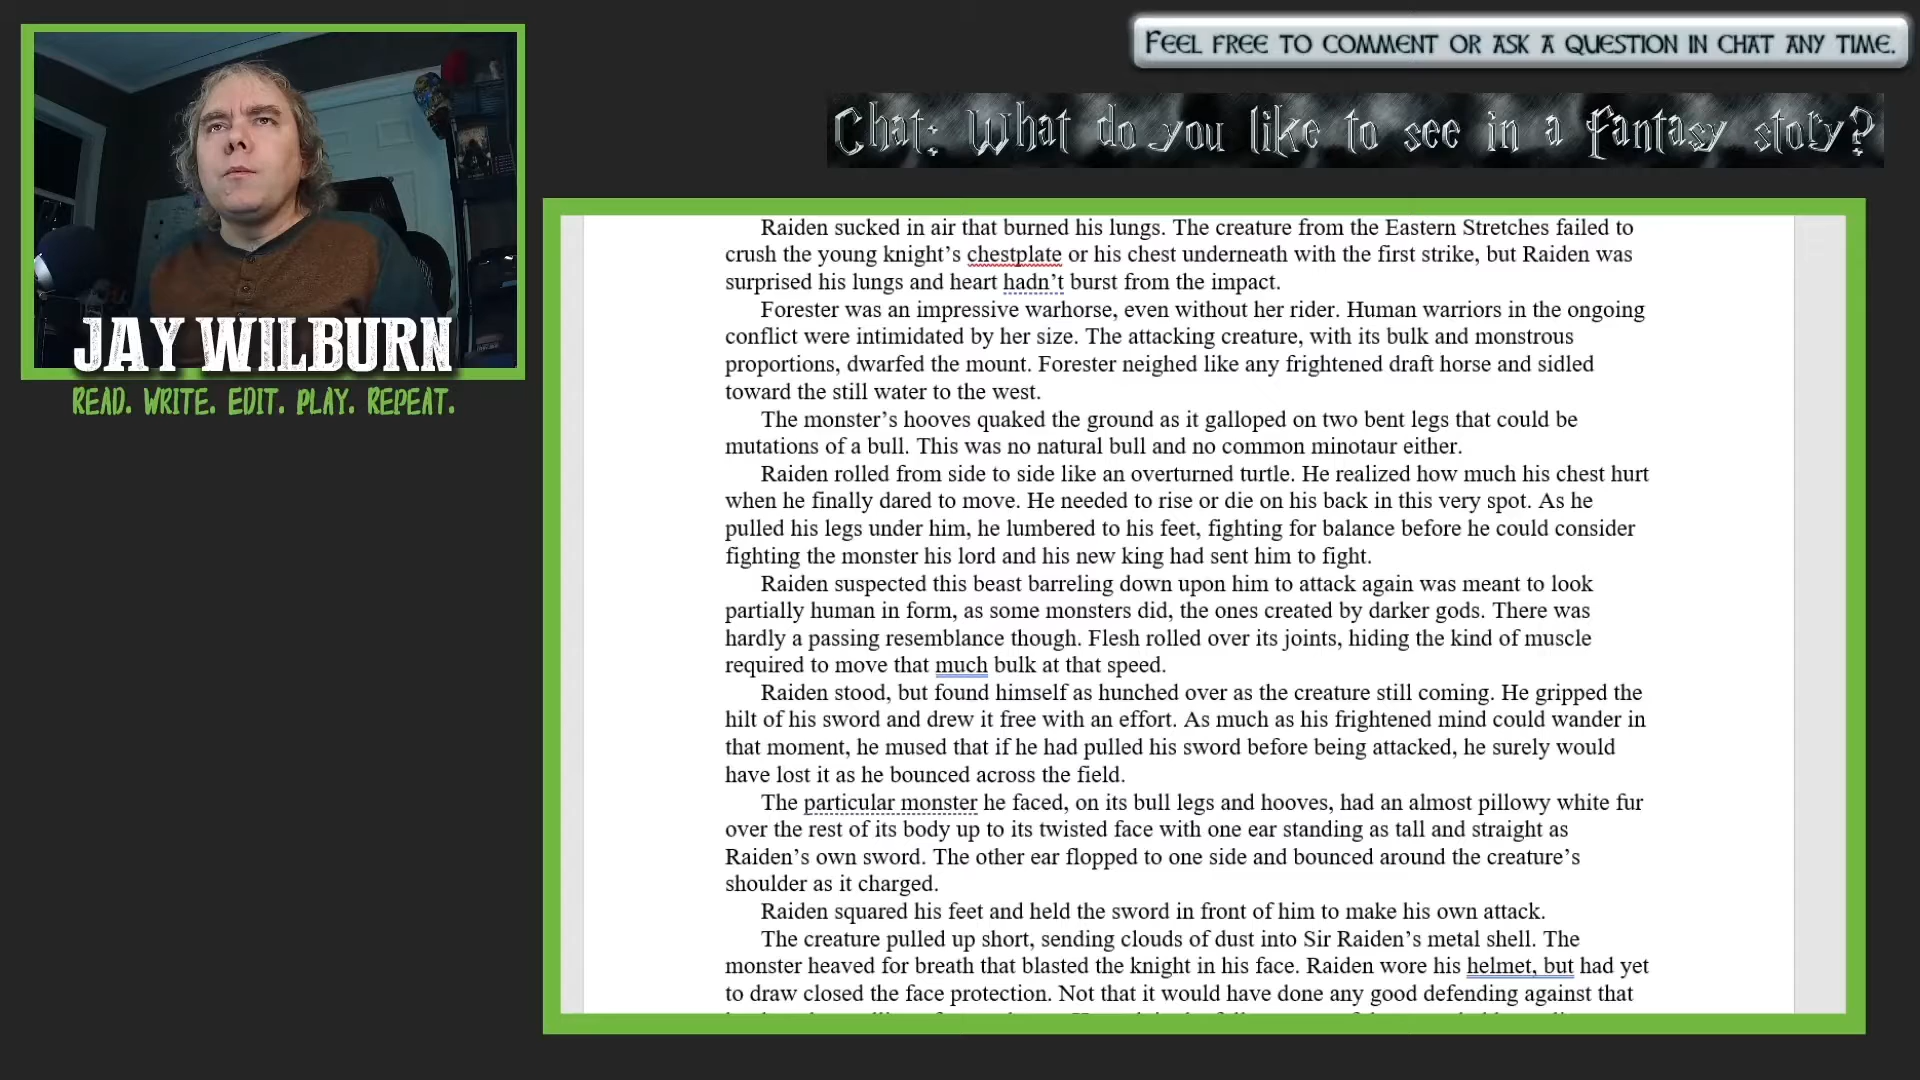 FEEL FREE TO COMMENT OR ASK A QUESTION IN CHAT ANY TIME.
Chat: What do you like to see in a fantasy story?
JAY WILBURN
READ. WRITE. EDIT. PLAY. REPEAT.
Raiden sucked in air that burned his lungs. The creature from the Eastern Stretches failed to
crush the young knight’s chestplate or his chest underneath with the first strike, but Raiden was
surprised his lungs and heart hadn’t burst from the impact.
Forester was an impressive warhorse, even without her rider. Human warriors in the ongoing
conflict were intimidated by her size. The attacking creature, with its bulk and monstrous
proportions, dwarfed the mount. Forester neighed like any frightened draft horse and sidled
toward the still water to the west.
The monster’s hooves quaked the ground as it galloped on two bent legs that could be
mutations of a bull. This was no natural bull and no common minotaur either.
Raiden rolled from side to side like an overturned turtle. He realized how much his chest hurt
when he finally dared to move. He needed to rise or die on his back in this very spot. As he
pulled his legs under him, he lumbered to his feet, fighting for balance before he could consider
fighting the monster his lord and his new king had sent him to fight.
Raiden suspected this beast barreling down upon him to attack again was meant to look
partially human in form, as some monsters did, the ones created by darker gods. There was
hardly a passing resemblance though. Flesh rolled over its joints, hiding the kind of muscle
required to move that much bulk at that speed.
Raiden stood, but found himself as hunched over as the creature still coming. He gripped the
hilt of his sword and drew it free with an effort. As much as his frightened mind could wander in
that moment, he mused that if he had pulled his sword before being attacked, he surely would
have lost it as he bounced across the field.
The particular monster he faced, on its bull legs and hooves, had an almost pillowy white fur
over the rest of its body up to its twisted face with one ear standing as tall and straight as
Raiden’s own sword. The other ear flopped to one side and bounced around the creature’s
shoulder as it charged.
Raiden squared his feet and held the sword in front of him to make his own attack.
The creature pulled up short, sending clouds of dust into Sir Raiden’s metal shell. The
monster heaved for breath that blasted the knight in his face. Raiden wore his helmet, but had yet
to draw closed the face protection. Not that it would have done any good defending against that